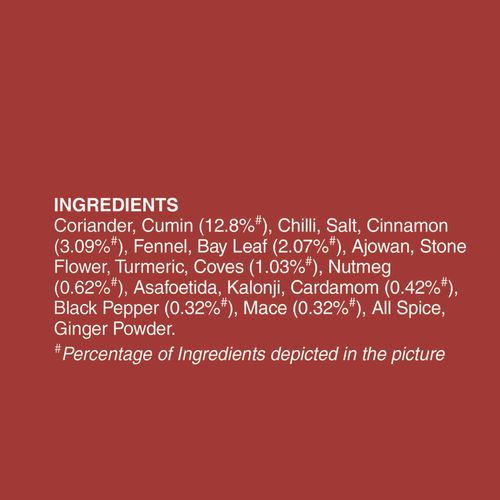 INGREDIENTS
Coriander, Cumin (12.8%#), Chilli, Salt, Cinnamon
(3.09%#), Fennel, Bay Leaf (2.07%#), Ajowan, Stone
Flower, Turmeric, Coves (1.03%#), Nutmeg
(0.62%#), Asafoetida, Kalonji, Cardamom (0.42%#),
Black Pepper (0.32%#), Mace (0.32%#), All Spice,
Ginger Powder.
#Percentage of Ingredients depicted in the picture